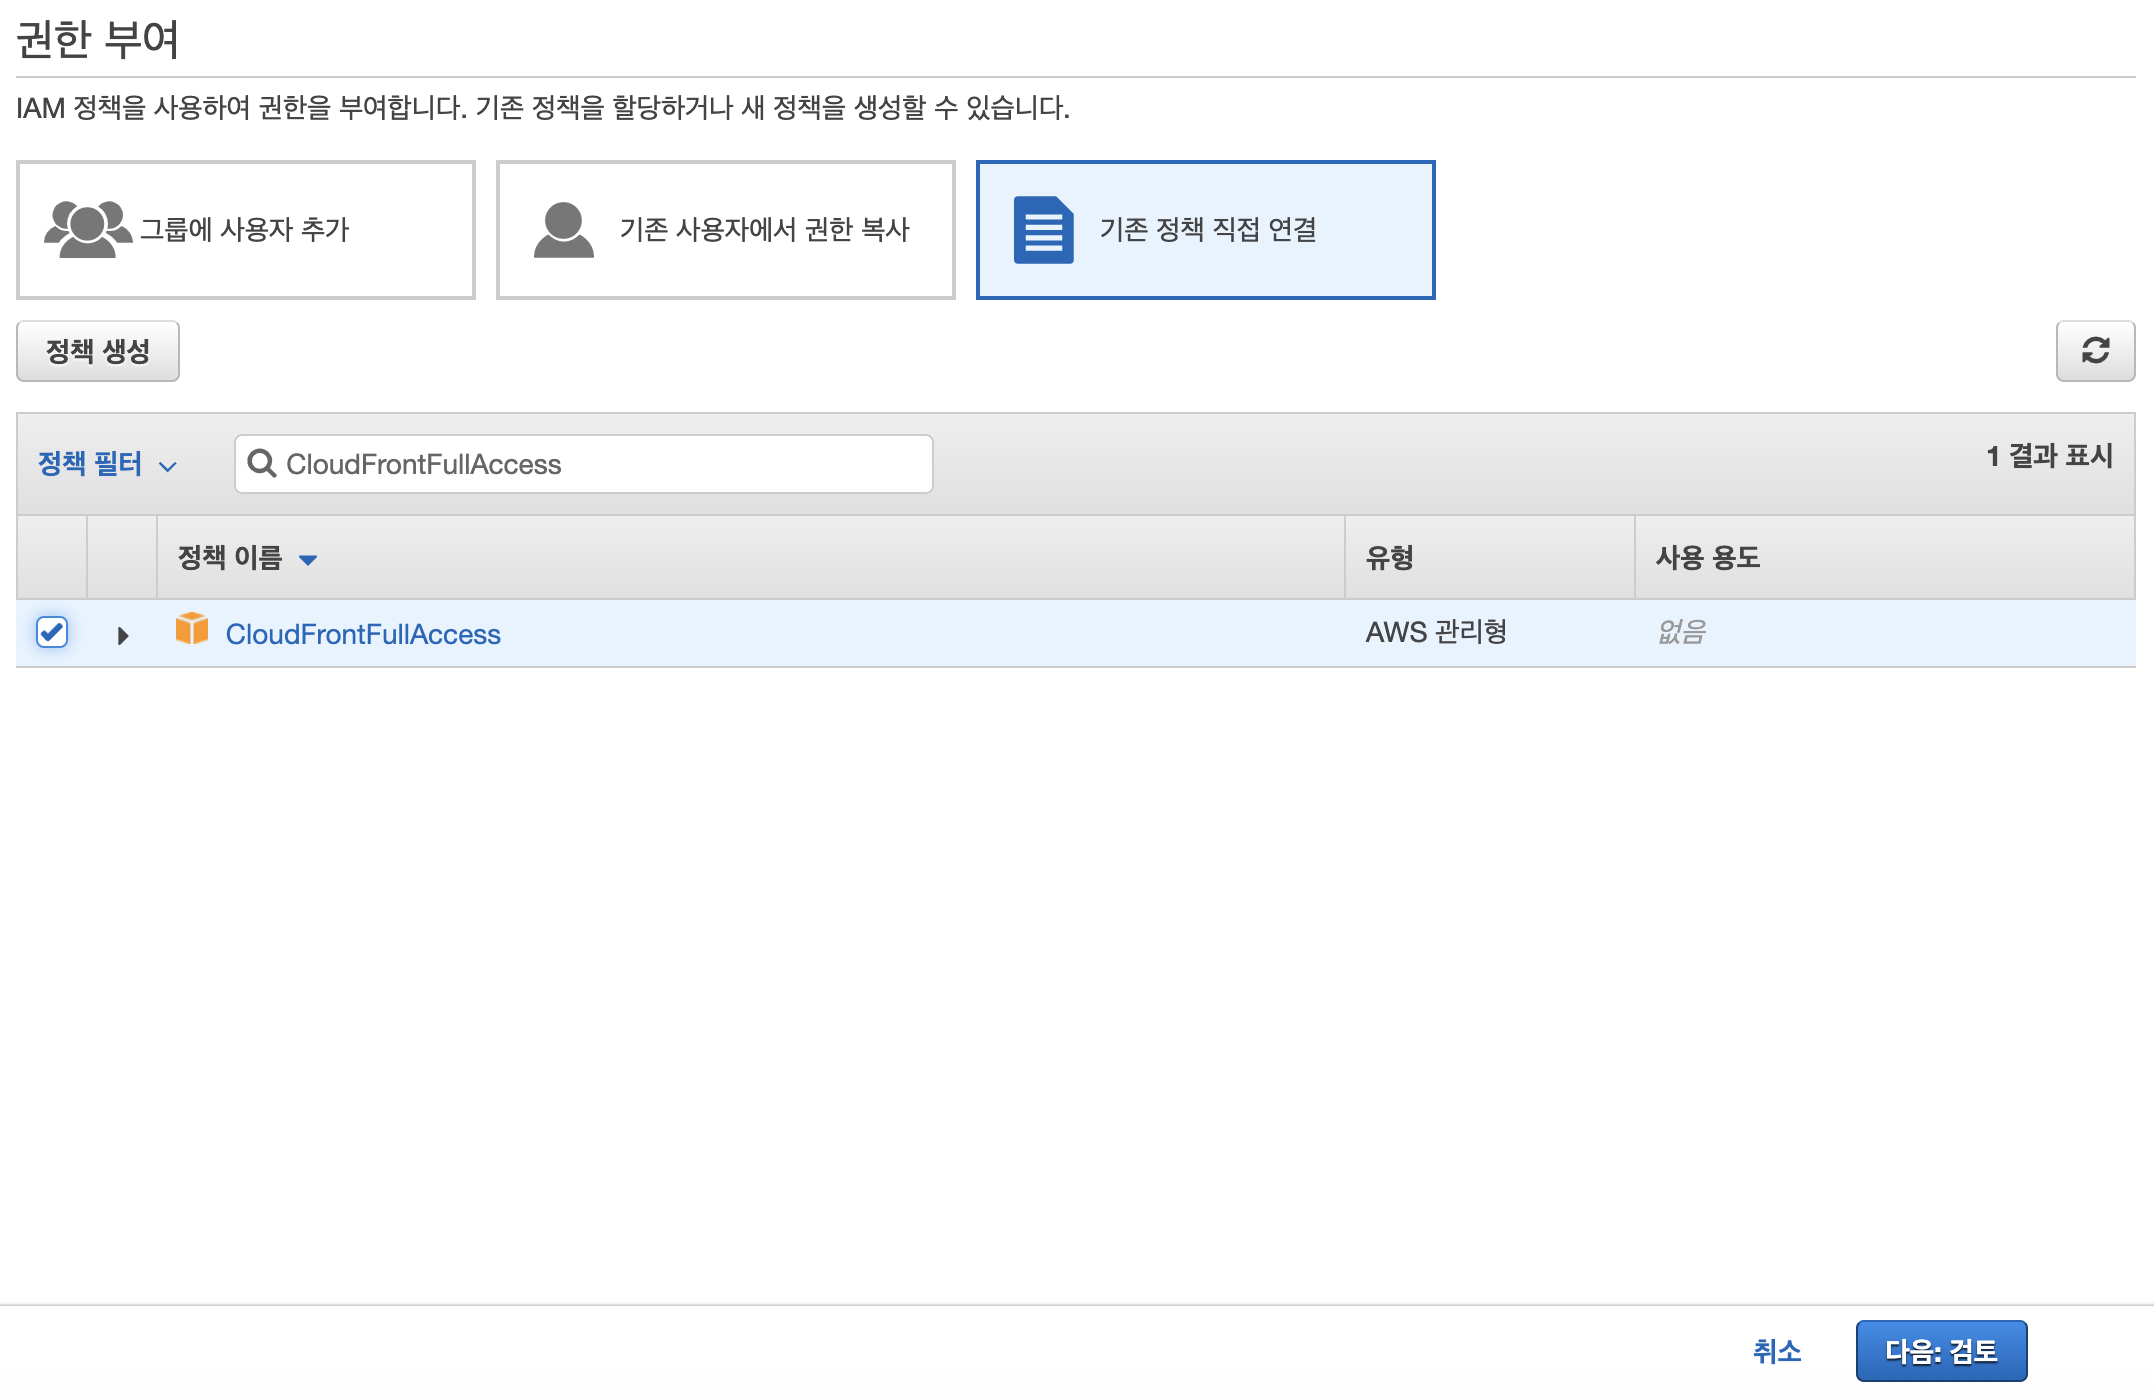 권한 부여
IAM 정책을 사용하여 권한을 부여합니다. 기존 정책을 할당하거나 새 정책을 생성할 수 있습니다.
그룹에 사용자 추가
기존 사용자에서 권한 복사
기존 정책 직접 연결
정책 생성
정책 필터
CloudFrontFullAccess
1 결과 표시
정책 이름
유형
사용 용도
CloudFrontFullAccess
AWS 관리형
없음
취소
다음: 검토